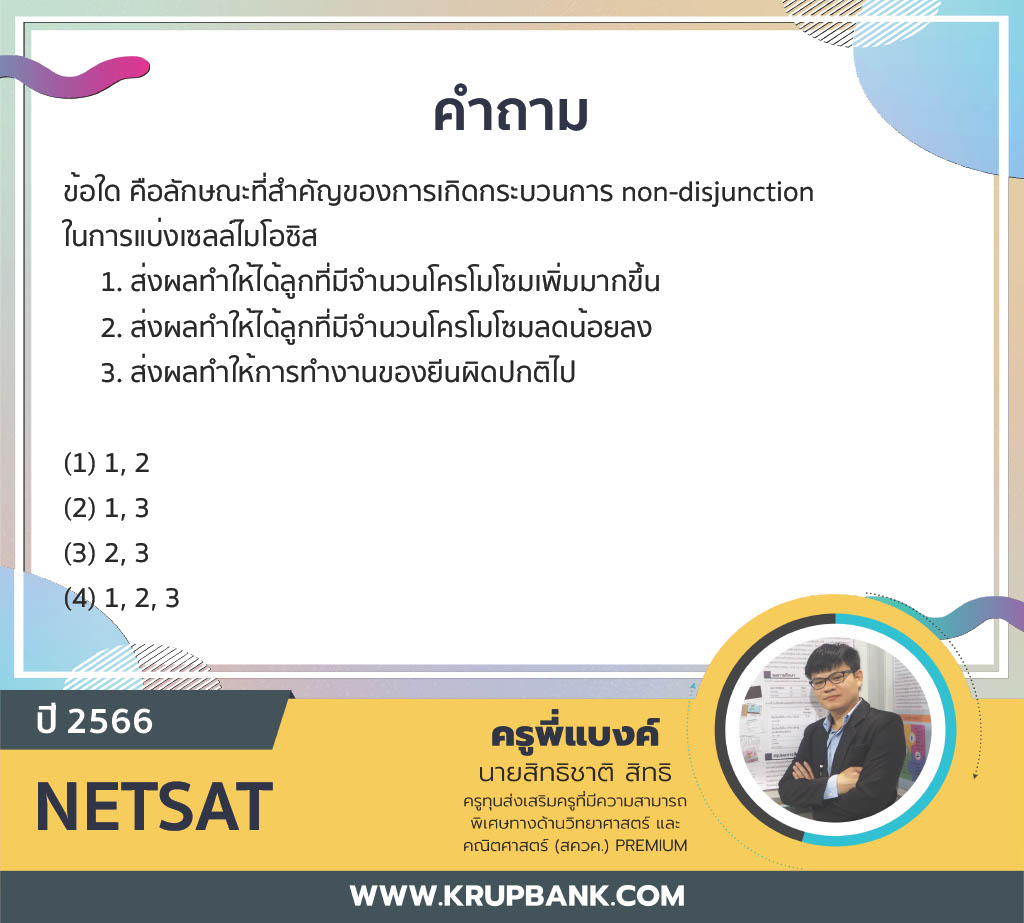 คำถาม
ข้อใด คือลักษณะที่สำคัญของการเกิดกระบวนการ non-disjunction
ในการแบ่งเซลล์ไมโอซิส
1. ส่งผลทำให้ได้ลูกที่มีจำนวนโครโมโซมเพิ่มมากขึ้น
2. ส่งผลทำให้ได้ลูกที่มีจำนวนโครโมโซมลดน้อยลง
3. ส่งผลทำให้การทำงานของยีนผิดปกติไป
(1) 1, 2
(2) 1, 3
(3) 2, 3
(4) 1, 2, 3
ปี 2566
NETSAT
ครูพี่แบงค์
นายสิทธิชาติ สิทธิ
ครูทุนส่งเสริมครูที่มีความสามารถ
พิเศษทางด้านวิทยาศาสตร์ และ
คณิตศาสตร์ (สควค.) PREMIUM
WWW.KRUPBANK.COM